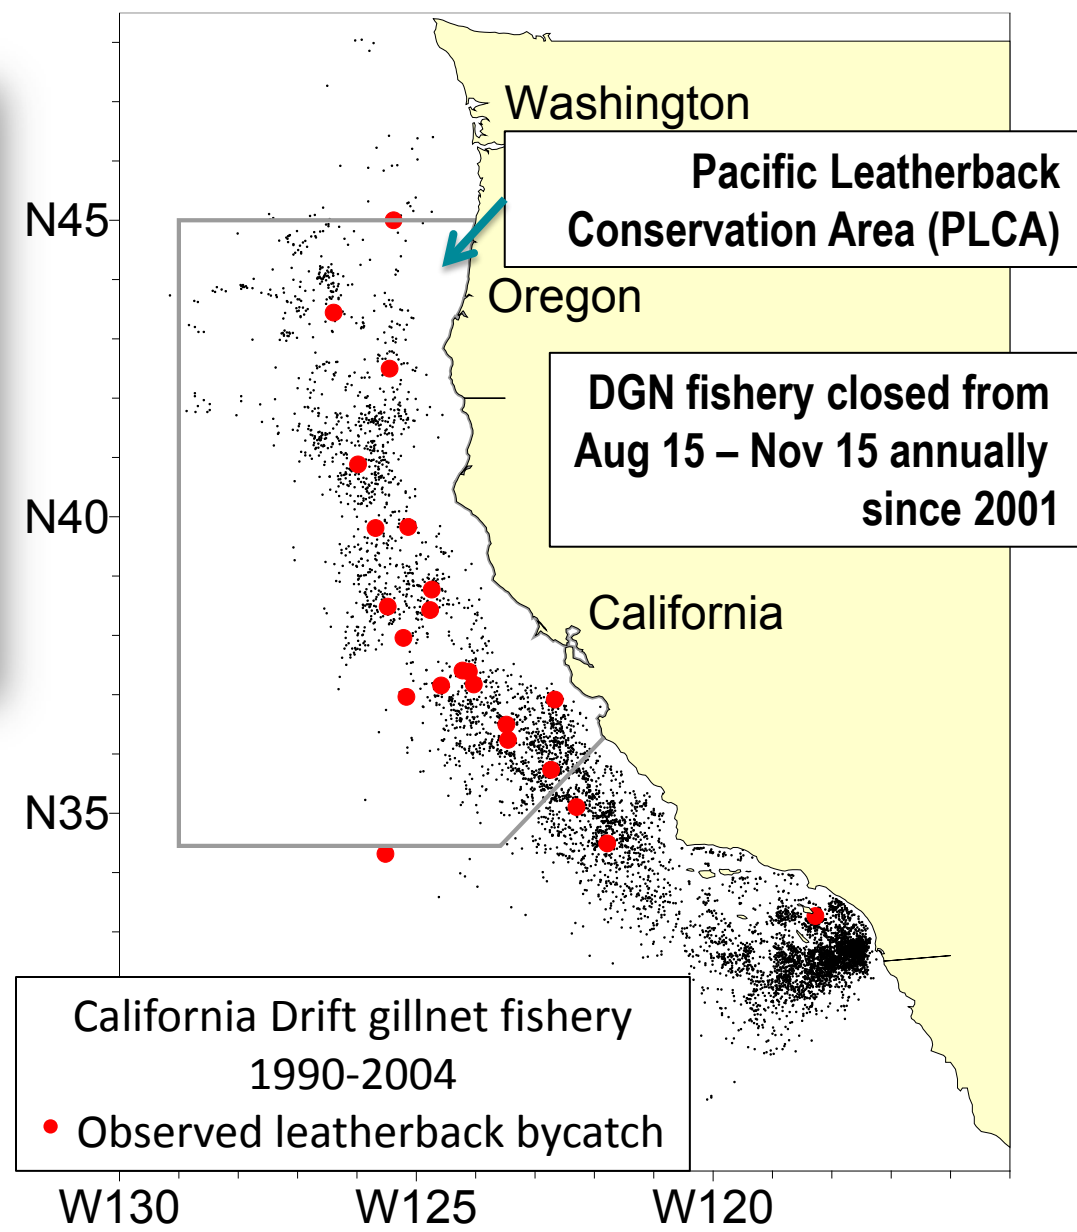 Washington
Pacific Leatherback
Conservation Area (PLCA)
N45
Oregon
DGN fishery closed from
Aug 15 – Nov 15 annually
since 2001
N40
California
N35
California Drift gillnet fishery
1990-2004
• Observed leatherback bycatch
W130
W125
W120